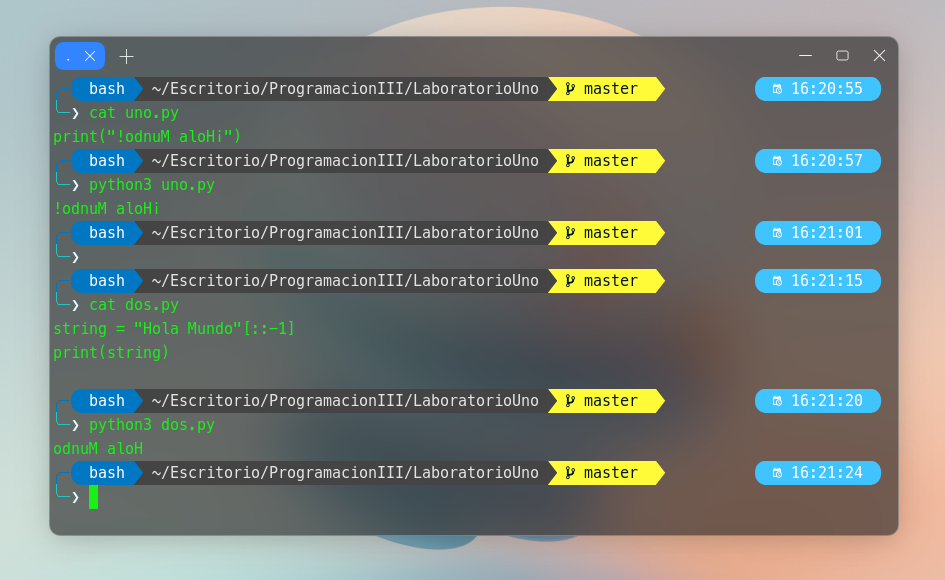 .
bash ~/Escritorio/ProgramacionIII/LaboratorioUno master 16:20:55
❯ cat uno.py
print("!odnuM aloH¡")
bash ~/Escritorio/ProgramacionIII/LaboratorioUno master 16:20:57
❯ python3 uno.py
!odnuM aloH¡
bash ~/Escritorio/ProgramacionIII/LaboratorioUno master 16:21:01
❯
bash ~/Escritorio/ProgramacionIII/LaboratorioUno master 16:21:15
❯ cat dos.py
string = "Hola Mundo"[::-1]
print(string)
bash ~/Escritorio/ProgramacionIII/LaboratorioUno master 16:21:20
❯ python3 dos.py
odnuM aloH
bash ~/Escritorio/ProgramacionIII/LaboratorioUno master 16:21:24
❯